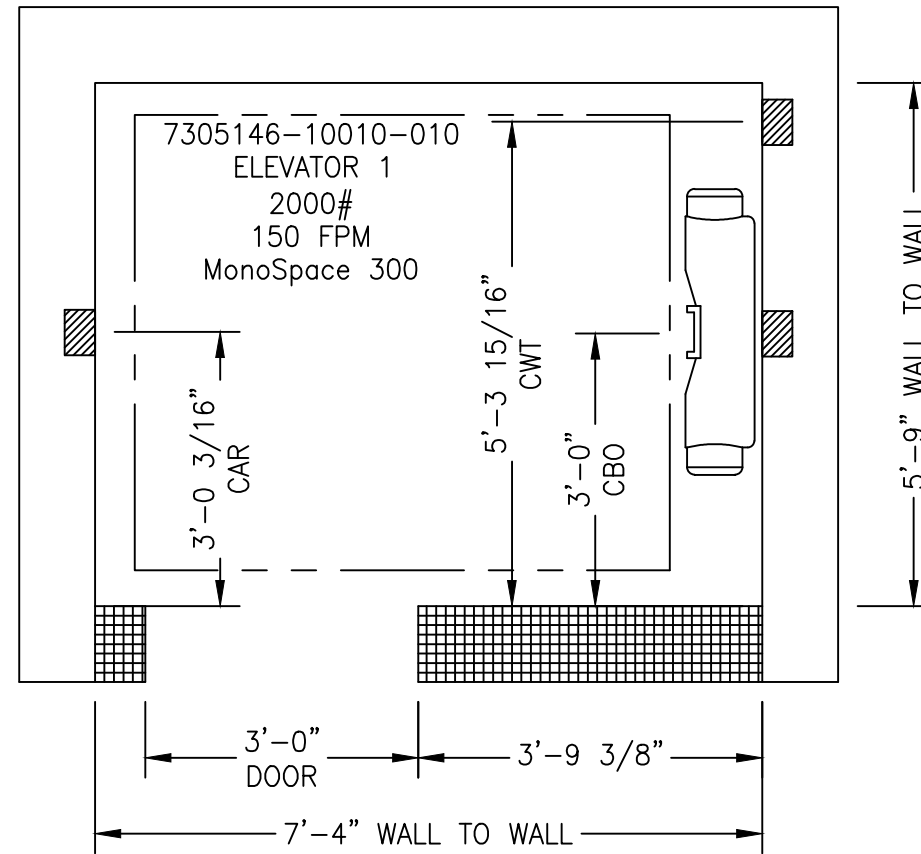 7305146-10010-010
ELEVATOR 1
2000#
150 FPM
MonoSpace 300
5'-3 15/16"
CWT
3'-0 3/16"
CAR
3'-0"
CBO
5'-9" WALL TO WALL
3'-0"
DOOR
3'-9 3/8"
7'-4" WALL TO WALL